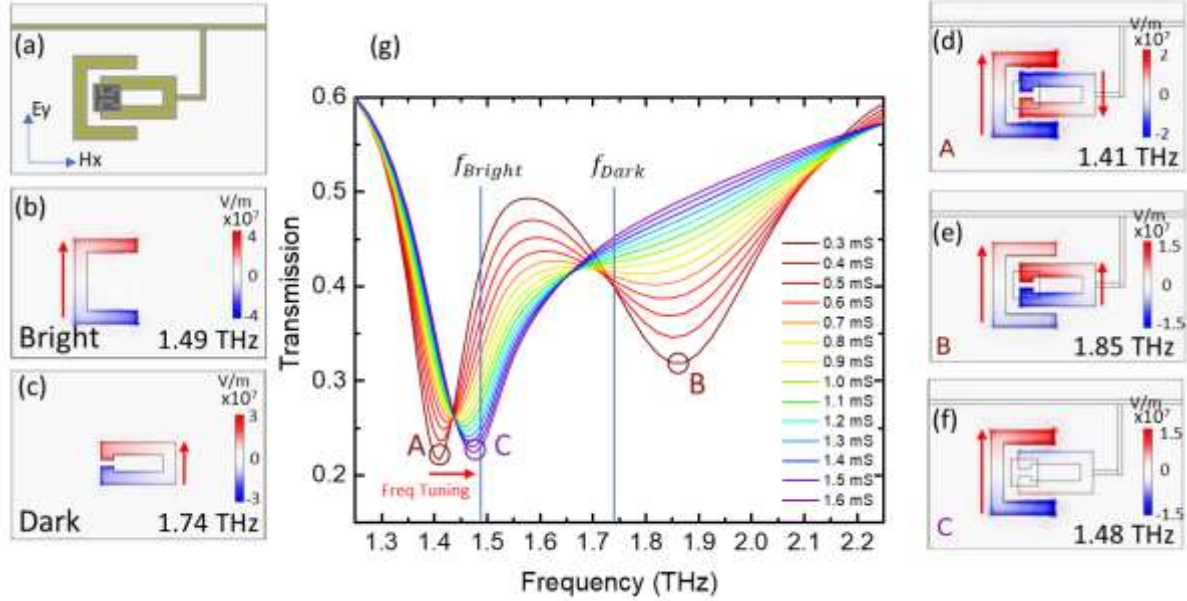 (a)
Ey
Hx
(b)
V/m
x10⁷
4
0
-4
Bright
1.49 THz
(c)
V/m
x10⁷
3
0
-3
Dark
1.74 THz
(g)
Transmission
0.6
0.5
0.4
0.3
0.2
f_Bright
f_Dark
A
B
C
Freq Tuning
0.3 mS
0.4 mS
0.5 mS
0.6 mS
0.7 mS
0.8 mS
0.9 mS
1.0 mS
1.1 mS
1.2 mS
1.3 mS
1.4 mS
1.5 mS
1.6 mS
1.3 1.4 1.5 1.6 1.7 1.8 1.9 2.0 2.1 2.2
Frequency (THz)
(d)
V/m
x10⁷
2
0
-2
A
1.41 THz
(e)
V/m
x10⁷
1.5
0
-1.5
B
1.85 THz
(f)
V/m
x10⁷
1.5
0
-1.5
C
1.48 THz